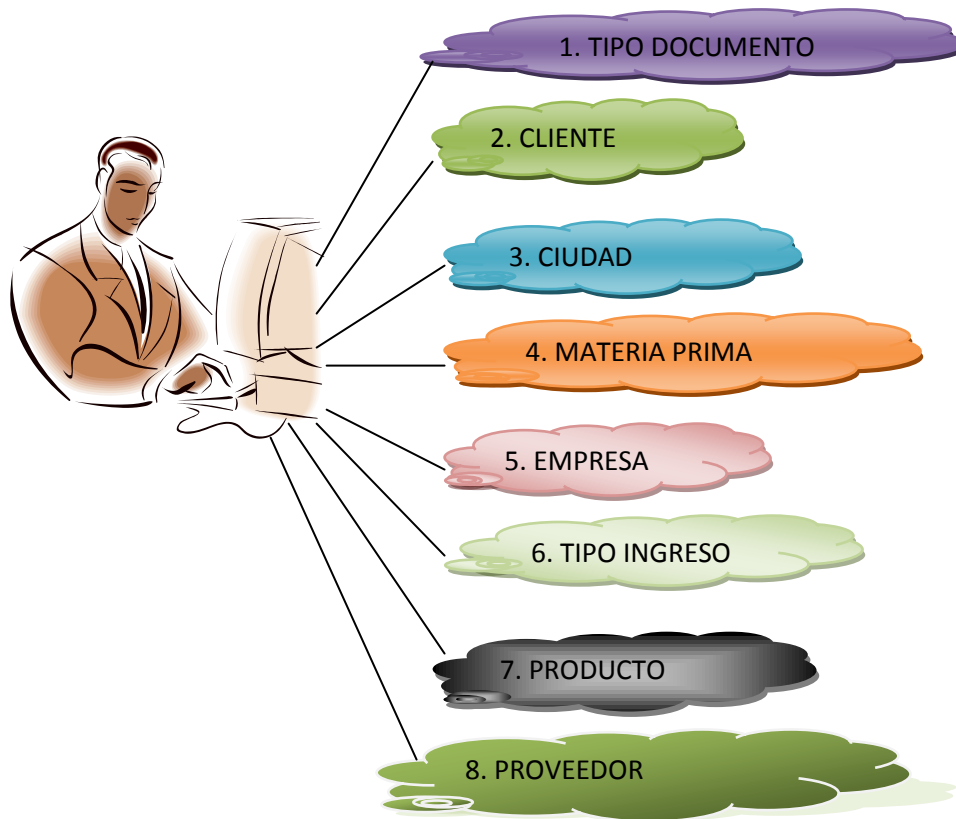 1. TIPO DOCUMENTO
2. CLIENTE
3. CIUDAD
4. MATERIA PRIMA
5. EMPRESA
6. TIPO INGRESO
7. PRODUCTO
8. PROVEEDOR